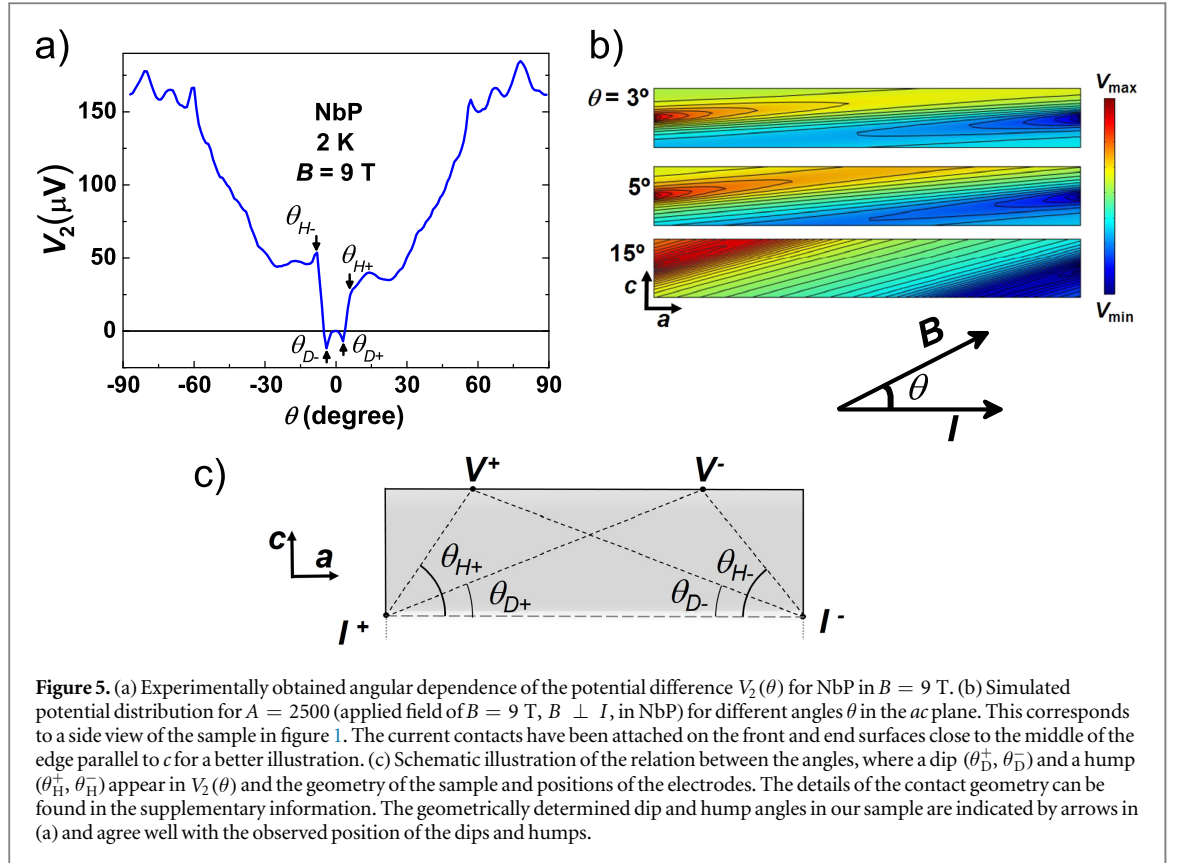 a)
b)
V₂(μV)
150
100
50
0
NbP
2 K
B = 9 T
θH-
θH+
θD-
θD+
-90 -60 -30 0 30 60 90
θ (degree)
θ = 3º
5º
15º
c
a
Vmax
Vmin
B
θ
I
c)
V⁺ V⁻
c
a
θH+
θD+
θD-
θH-
I⁺
I⁻
Figure 5. (a) Experimentally obtained angular dependence of the potential difference V₂(θ) for NbP in B = 9 T. (b) Simulated
potential distribution for A = 2500 (applied field of B = 9 T, B ⊥ I, in NbP) for different angles θ in the ac plane. This corresponds
to a side view of the sample in figure 1. The current contacts have been attached on the front and end surfaces close to the middle of the
edge parallel to c for a better illustration. (c) Schematic illustration of the relation between the angles, where a dip (θD⁺, θD⁻) and a hump
(θH⁺, θH⁻) appear in V₂(θ) and the geometry of the sample and positions of the electrodes. The details of the contact geometry can be
found in the supplementary information. The geometrically determined dip and hump angles in our sample are indicated by arrows in
(a) and agree well with the observed position of the dips and humps.